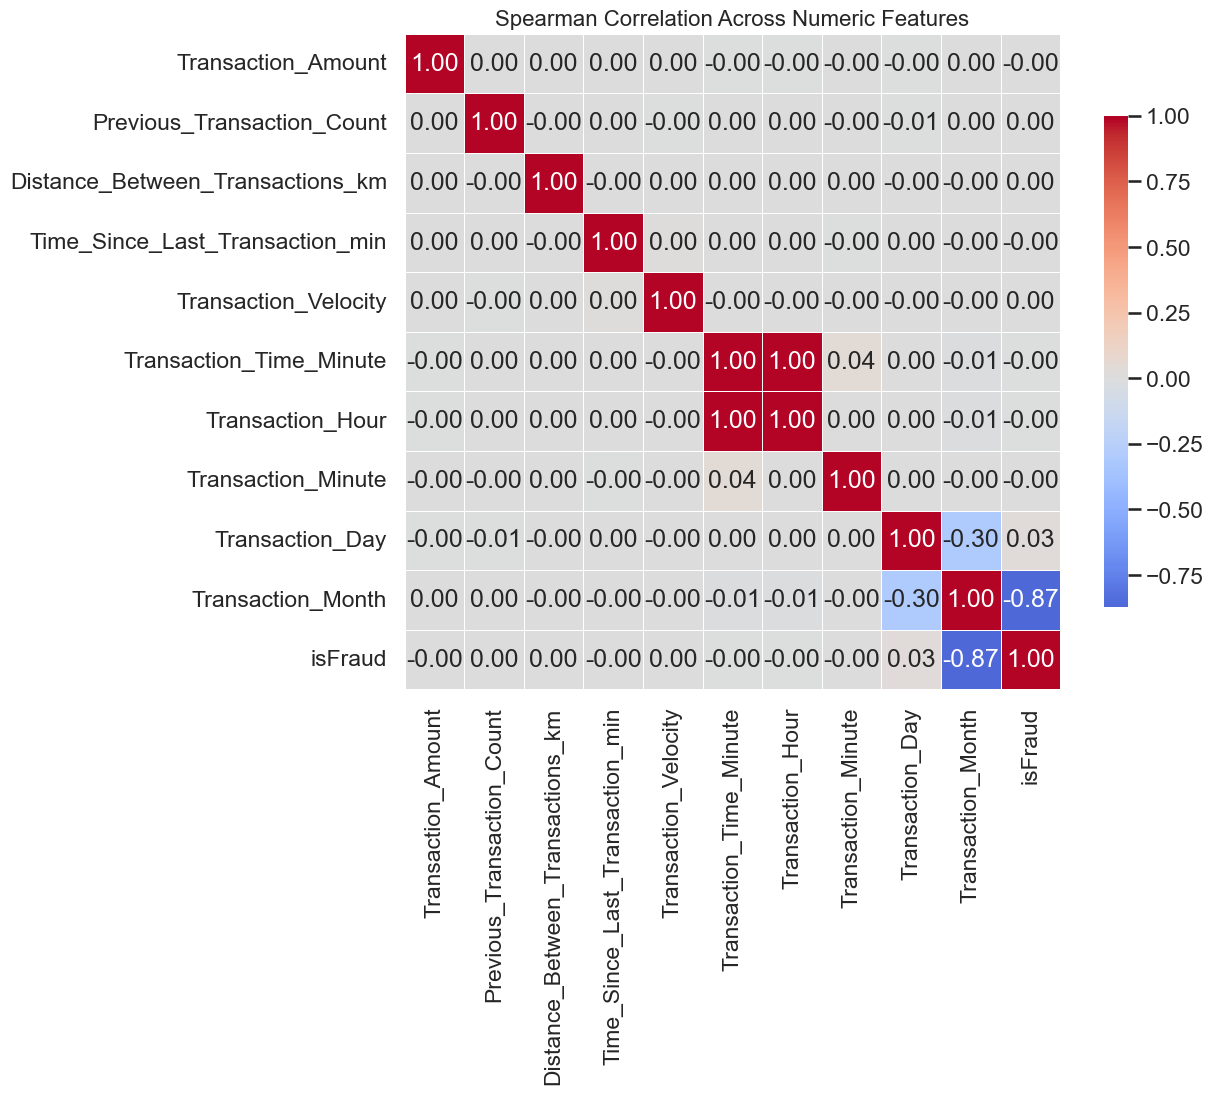 Spearman Correlation Across Numeric Features
Transaction_Amount 1.00 0.00 0.00 0.00 0.00 -0.00 -0.00 -0.00 -0.00 0.00 -0.00
Previous_Transaction_Count 0.00 1.00 -0.00 0.00 -0.00 0.00 0.00 -0.00 -0.01 0.00 0.00
Distance_Between_Transactions_km 0.00 -0.00 1.00 -0.00 0.00 0.00 0.00 0.00 -0.00 -0.00 0.00
Time_Since_Last_Transaction_min 0.00 0.00 -0.00 1.00 0.00 0.00 0.00 -0.00 0.00 -0.00 -0.00
Transaction_Velocity 0.00 -0.00 0.00 0.00 1.00 -0.00 -0.00 -0.00 -0.00 -0.00 0.00
Transaction_Time_Minute -0.00 0.00 0.00 0.00 -0.00 1.00 1.00 0.04 0.00 -0.01 -0.00
Transaction_Hour -0.00 0.00 0.00 0.00 -0.00 1.00 1.00 0.00 0.00 -0.01 -0.00
Transaction_Minute -0.00 -0.00 0.00 -0.00 -0.00 0.04 0.00 1.00 0.00 -0.00 -0.00
Transaction_Day -0.00 -0.01 -0.00 0.00 -0.00 0.00 0.00 0.00 1.00 -0.30 0.03
Transaction_Month 0.00 0.00 -0.00 -0.00 -0.00 -0.01 -0.01 -0.00 -0.30 1.00 -0.87
isFraud -0.00 0.00 0.00 -0.00 0.00 -0.00 -0.00 -0.00 0.03 -0.87 1.00
Transaction_Amount
Previous_Transaction_Count
Distance_Between_Transactions_km
Time_Since_Last_Transaction_min
Transaction_Velocity
Transaction_Time_Minute
Transaction_Hour
Transaction_Minute
Transaction_Day
Transaction_Month
isFraud
1.00
0.75
0.50
0.25
0.00
−0.25
−0.50
−0.75